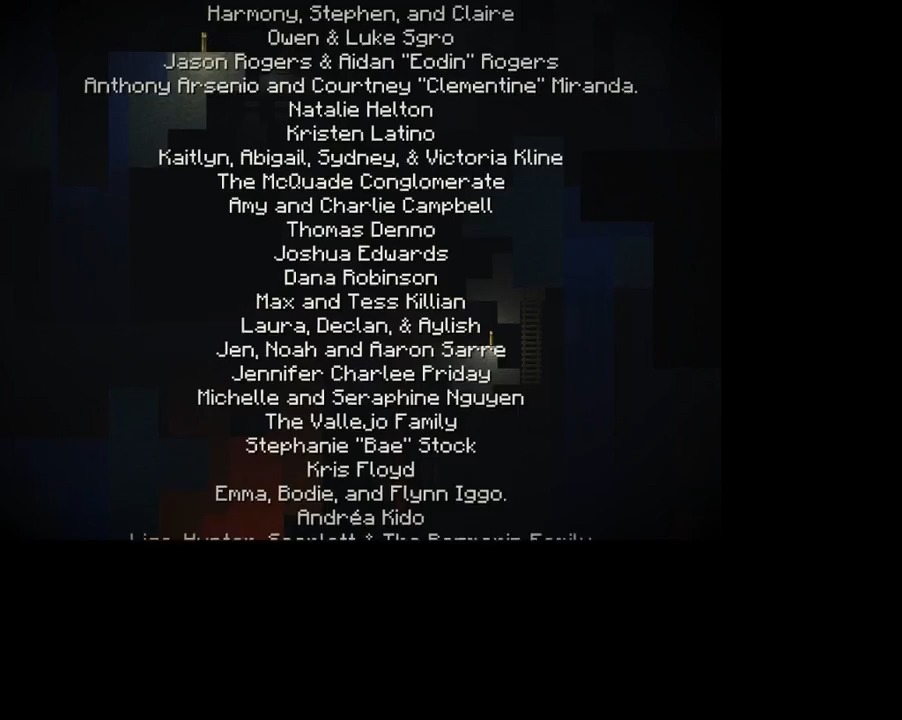 Harmony, Stephen, and Claire
Owen & Luke Sgro
Jason Rogers & Aidan "Eodin" Rogers
Anthony Arsenio and Courtney "Clementine" Miranda.
Natalie Helton
Kristen Latino
Kaitlyn, Abigail, Sydney, & Victoria Kline
The McQuade Conglomerate
Amy and Charlie Campbell
Thomas Denno
Joshua Edwards
Dana Robinson
Max and Tess Killian
Laura, Declan, & Aylish
Jen, Noah and Aaron Sarre
Jennifer Charlee Friday
Michelle and Seraphine Nguyen
The Vallejo Family
Stephanie "Bae" Stock
Kris Floyd
Emma, Bodie, and Flynn Iggo.
Andréa Kido
& The Family